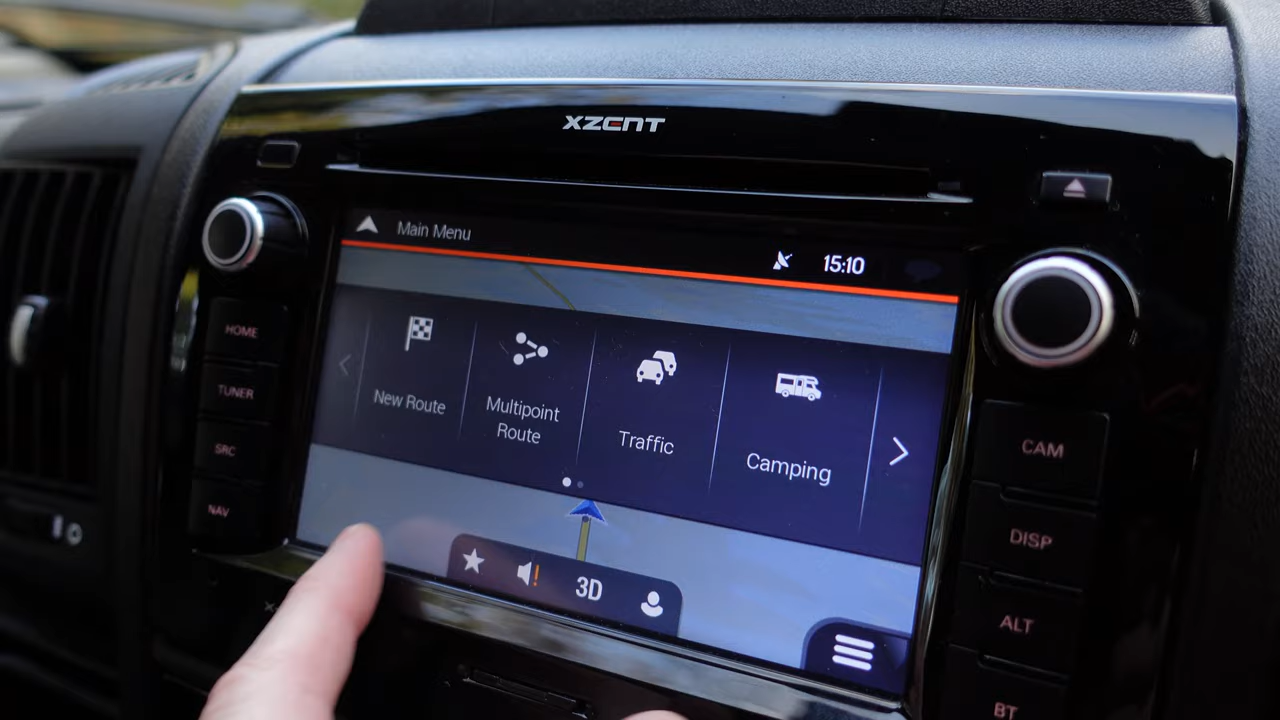 XZENT
Main Menu
15:10
HOME
TUNER
SRC
NAV
New Route
Multipoint
Route
Traffic
Camping
3D
CAM
DISP
ALT
BT